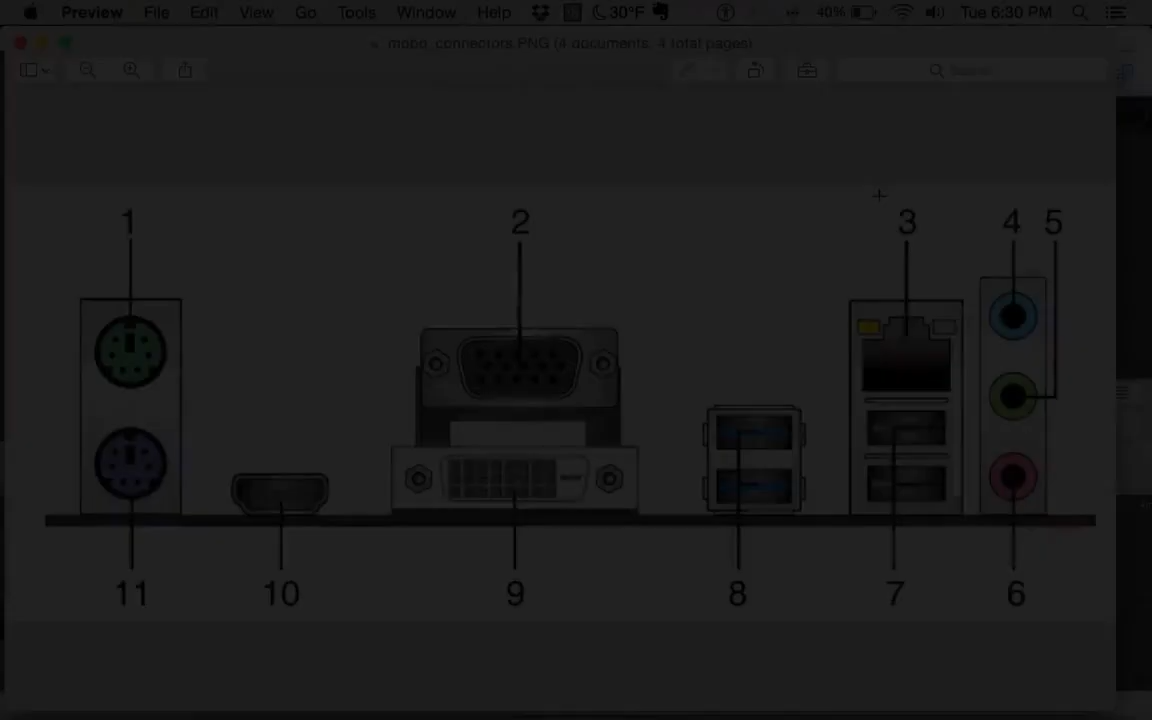 Preview File Edit View Go Tools Window Help 30°F 40% Tue 6:30 PM
mobo_connectors.PNG (4 documents, 4 total pages)
Search
1 2 3 4 5
11 10 9 8 7 6